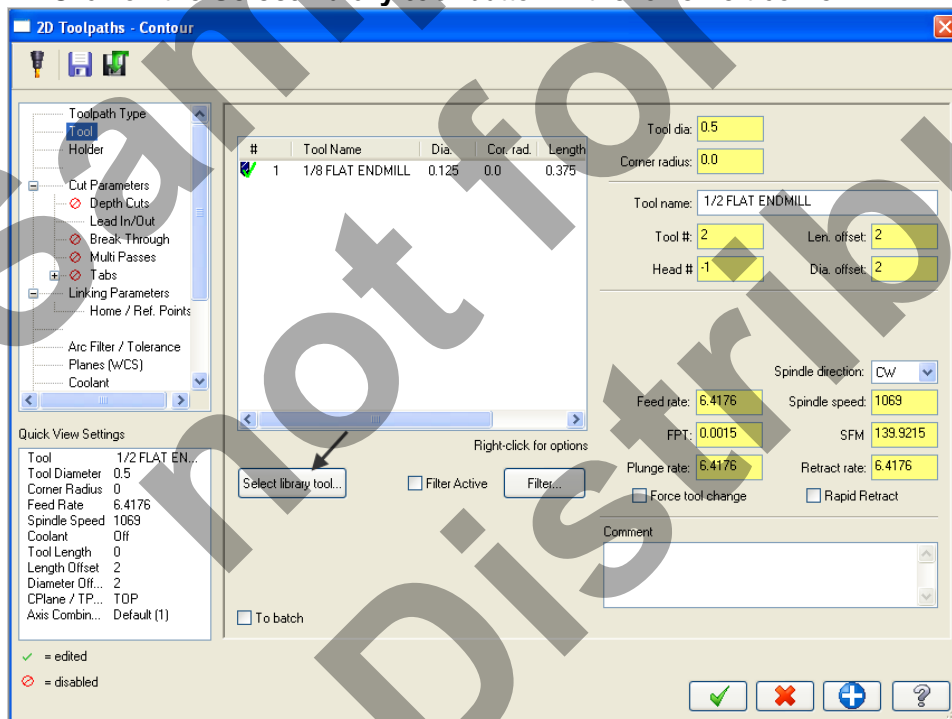 2D Toolpaths - Contour
Toolpath Type
Tool
Holder
Cut Parameters
Depth Cuts
Lead In/Out
Break Through
Multi Passes
Tabs
Linking Parameters
Home / Ref. Points
Arc Filter / Tolerance
Planes (WCS)
Coolant
Quick View Settings
Tool 1/2 FLAT EN...
Tool Diameter 0.5
Corner Radius 0
Feed Rate 6.4176
Spindle Speed 1069
Coolant Off
Tool Length 0
Length Offset 2
Diameter Off... 2
CPlane / TP... TOP
Axis Combin... Default (1)
= edited
= disabled
# Tool Name Dia. Cor. rad. Length
1 1/8 FLAT ENDMILL 0.125 0.0 0.375
Right-click for options
Select library tool...
Filter Active
Filter...
To batch
Tool dia: 0.5
Corner radius: 0.0
Tool name: 1/2 FLAT ENDMILL
Tool #: 2 Len. offset: 2
Head # -1 Dia. offset: 2
Spindle direction: CW
Feed rate: 6.4176 Spindle speed: 1069
FPT: 0.0015 SFM 139.9215
Plunge rate: 6.4176 Retract rate: 6.4176
Force tool change Rapid Retract
Comment
not for